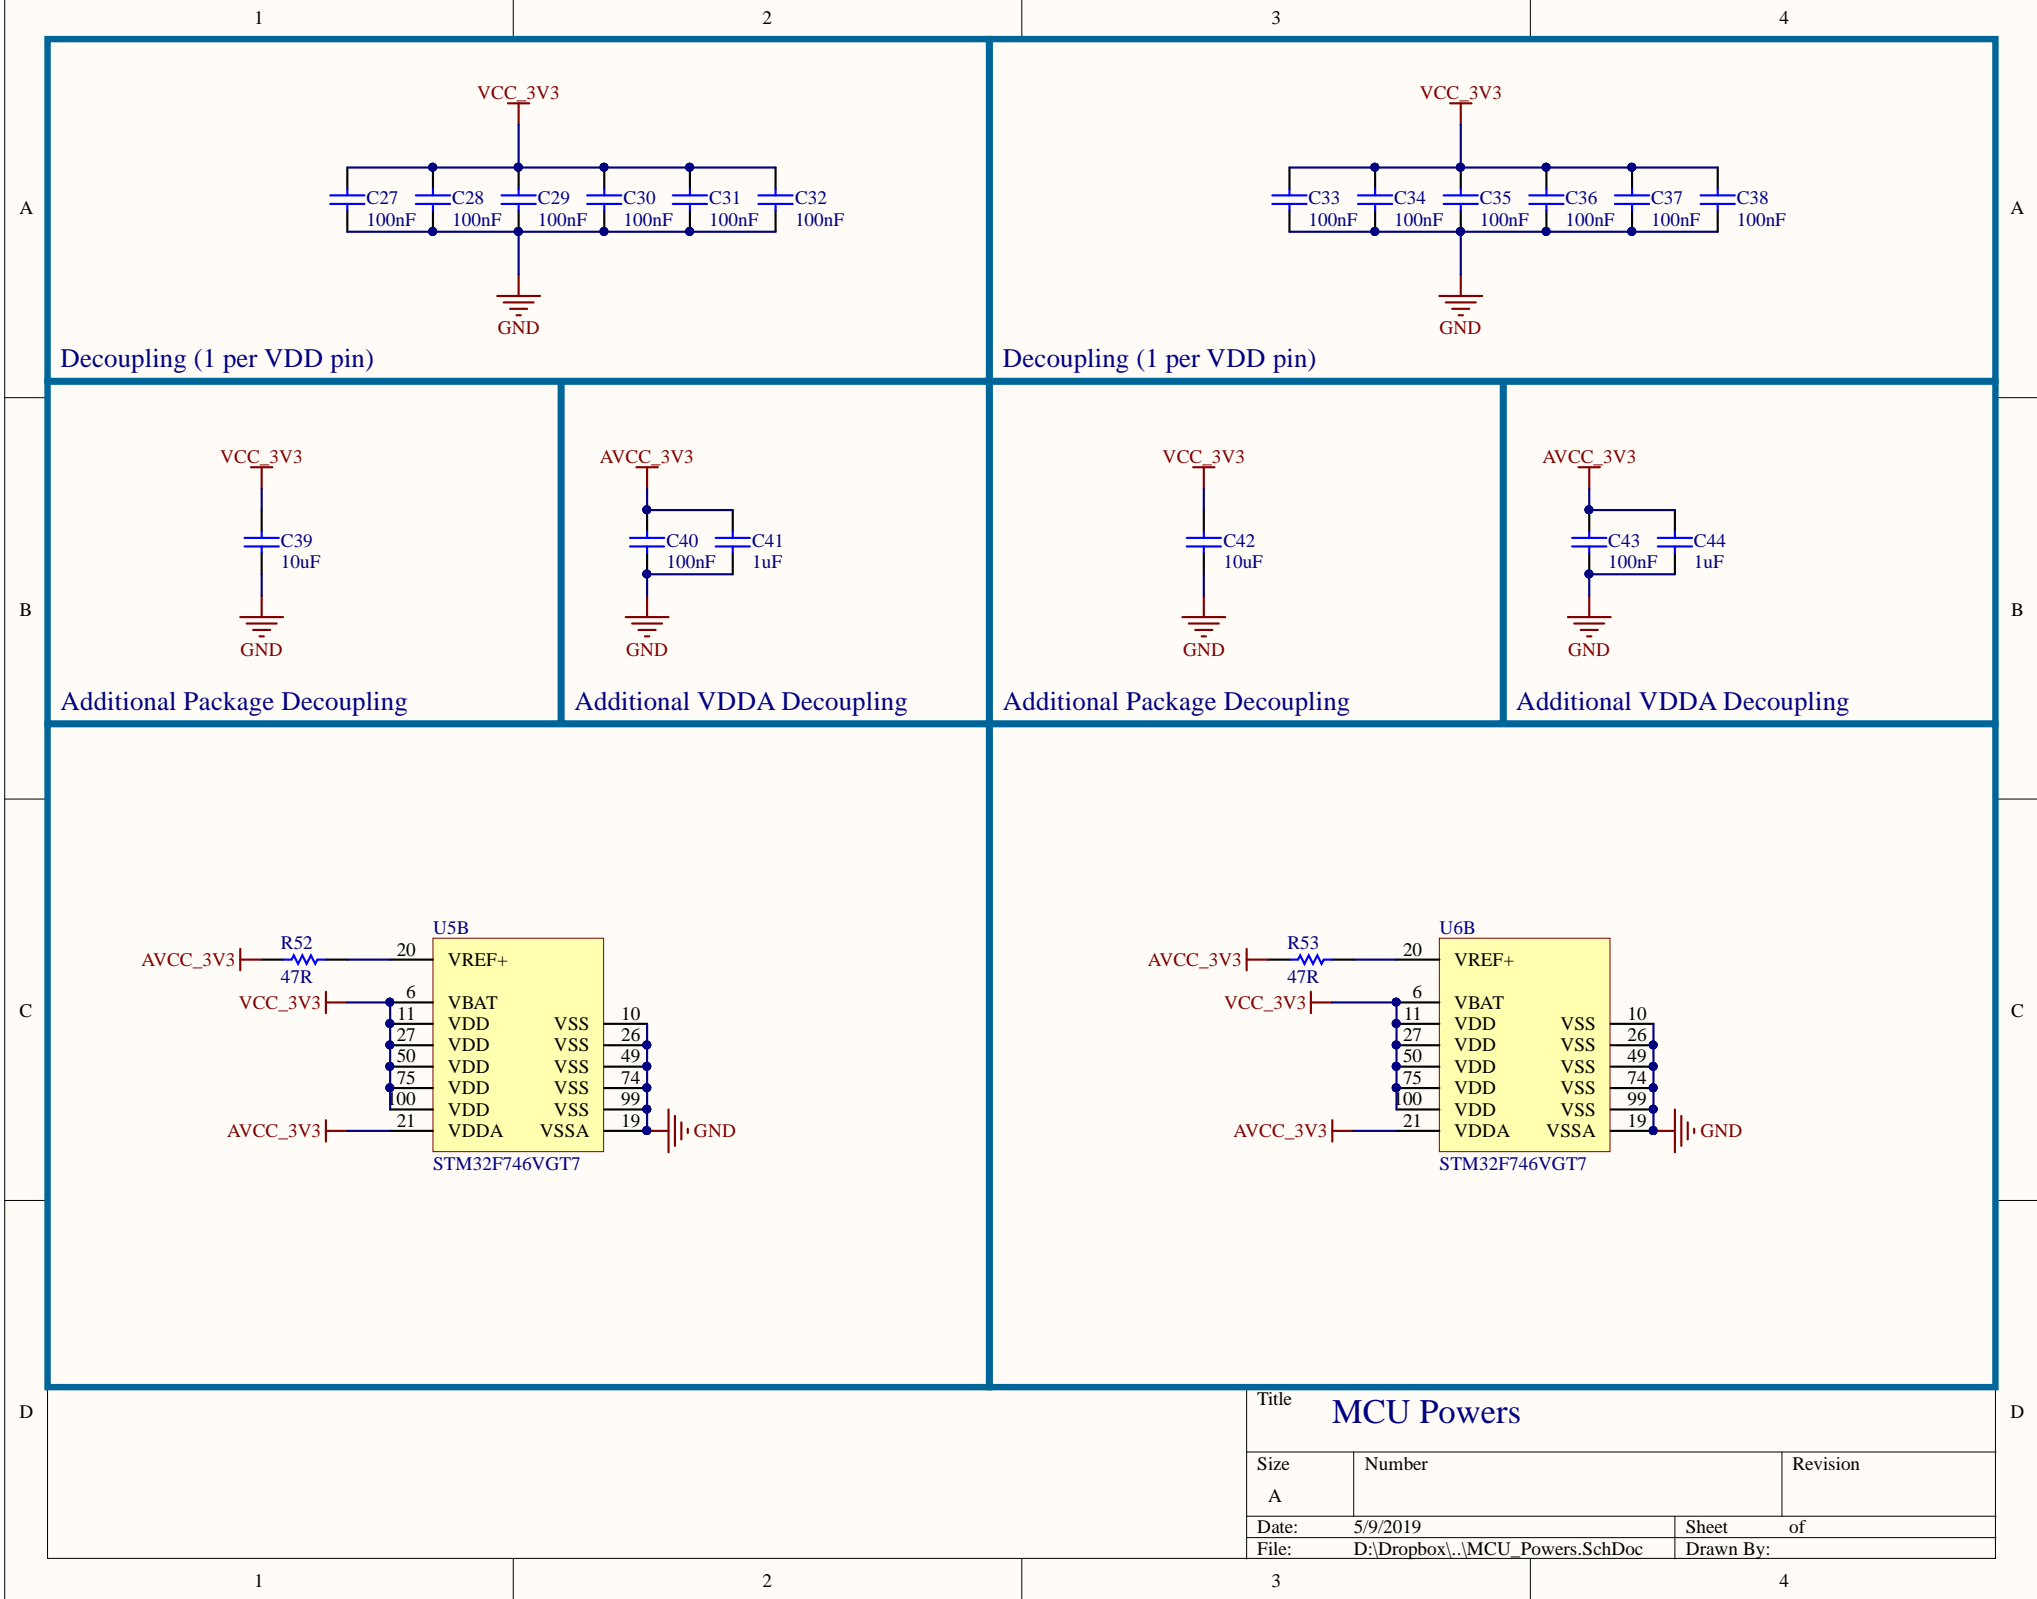 1 2 3 4
A A
B B
C C
D D
VCC_3V3
C27 C28 C29 C30 C31 C32
100nF 100nF 100nF 100nF 100nF 100nF
GND
Decoupling (1 per VDD pin)
VCC_3V3
C33 C34 C35 C36 C37 C38
100nF 100nF 100nF 100nF 100nF 100nF
GND
Decoupling (1 per VDD pin)
VCC_3V3
C39
10uF
GND
Additional Package Decoupling
AVCC_3V3
C40 C41
100nF 1uF
GND
Additional VDDA Decoupling
VCC_3V3
C42
10uF
GND
Additional Package Decoupling
AVCC_3V3
C43 C44
100nF 1uF
GND
Additional VDDA Decoupling
U5B
R52
AVCC_3V3 20 VREF+
47R
VCC_3V3 6 VBAT
11 VDD VSS 10
27 VDD VSS 26
50 VDD VSS 49
75 VDD VSS 74
100 VDD VSS 99
AVCC_3V3 21 VDDA VSSA 19 GND
STM32F746VGT7
U6B
R53
AVCC_3V3 20 VREF+
47R
VCC_3V3 6 VBAT
11 VDD VSS 10
27 VDD VSS 26
50 VDD VSS 49
75 VDD VSS 74
100 VDD VSS 99
AVCC_3V3 21 VDDA VSSA 19 GND
STM32F746VGT7
Title MCU Powers
Size Number Revision
A
Date: 5/9/2019 Sheet of
File: D:\Dropbox\..\MCU_Powers.SchDoc Drawn By:
1 2 3 4